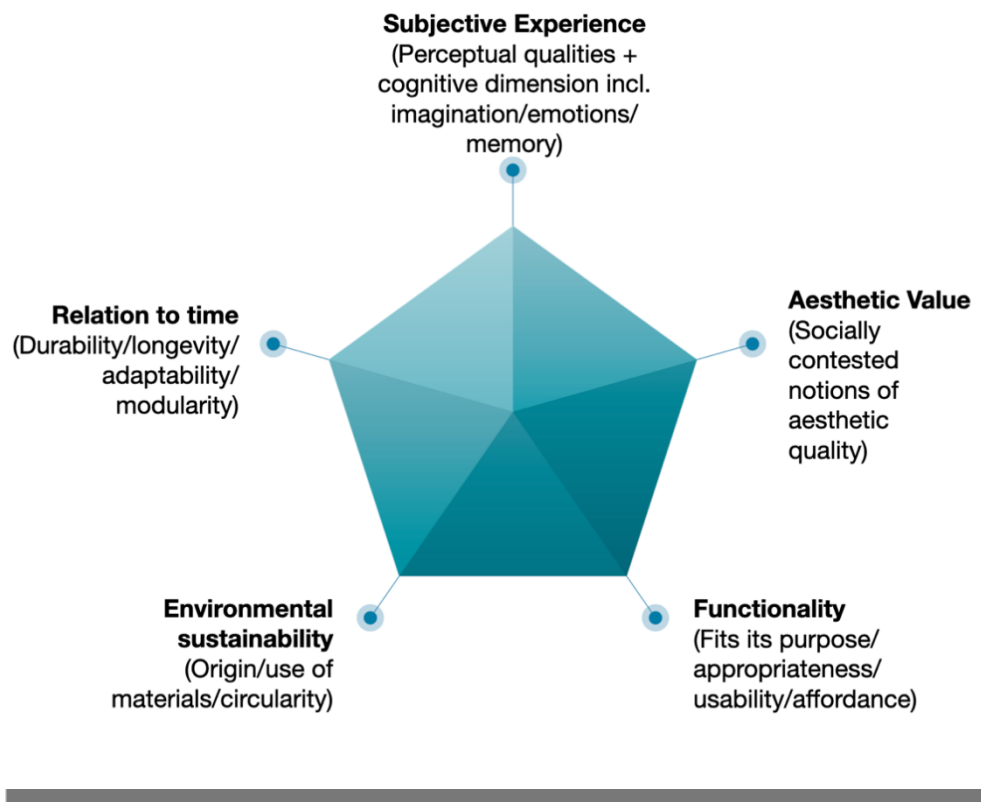 Subjective Experience
(Perceptual qualities +
cognitive dimension incl.
imagination/emotions/
memory)
Relation to time
(Durability/longevity/
adaptability/
modularity)
Aesthetic Value
(Socially
contested
notions of
aesthetic
quality)
Environmental
sustainability
(Origin/use of
materials/circularity)
Functionality
(Fits its purpose/
appropriateness/
usability/affordance)